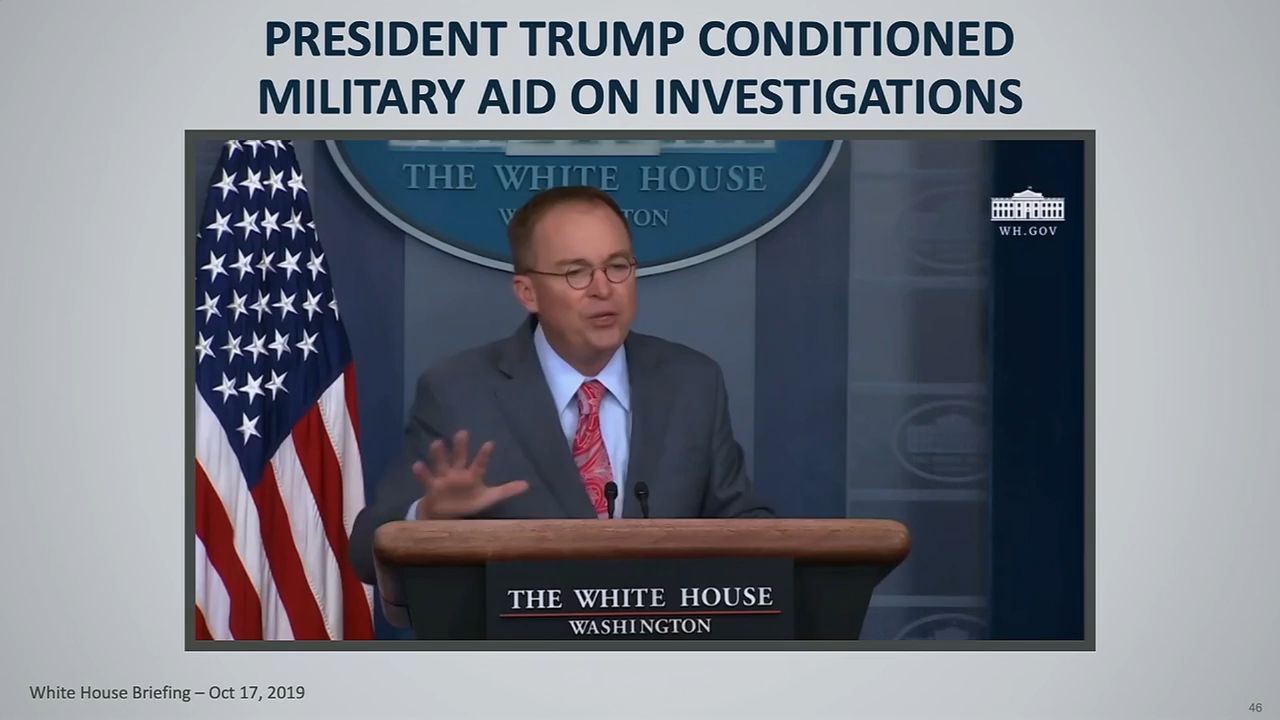 PRESIDENT TRUMP CONDITIONED
MILITARY AID ON INVESTIGATIONS
THE WHITE HOUSE
WH.GOV
THE WHITE HOUSE
WASHINGTON
White House Briefing – Oct 17, 2019
46